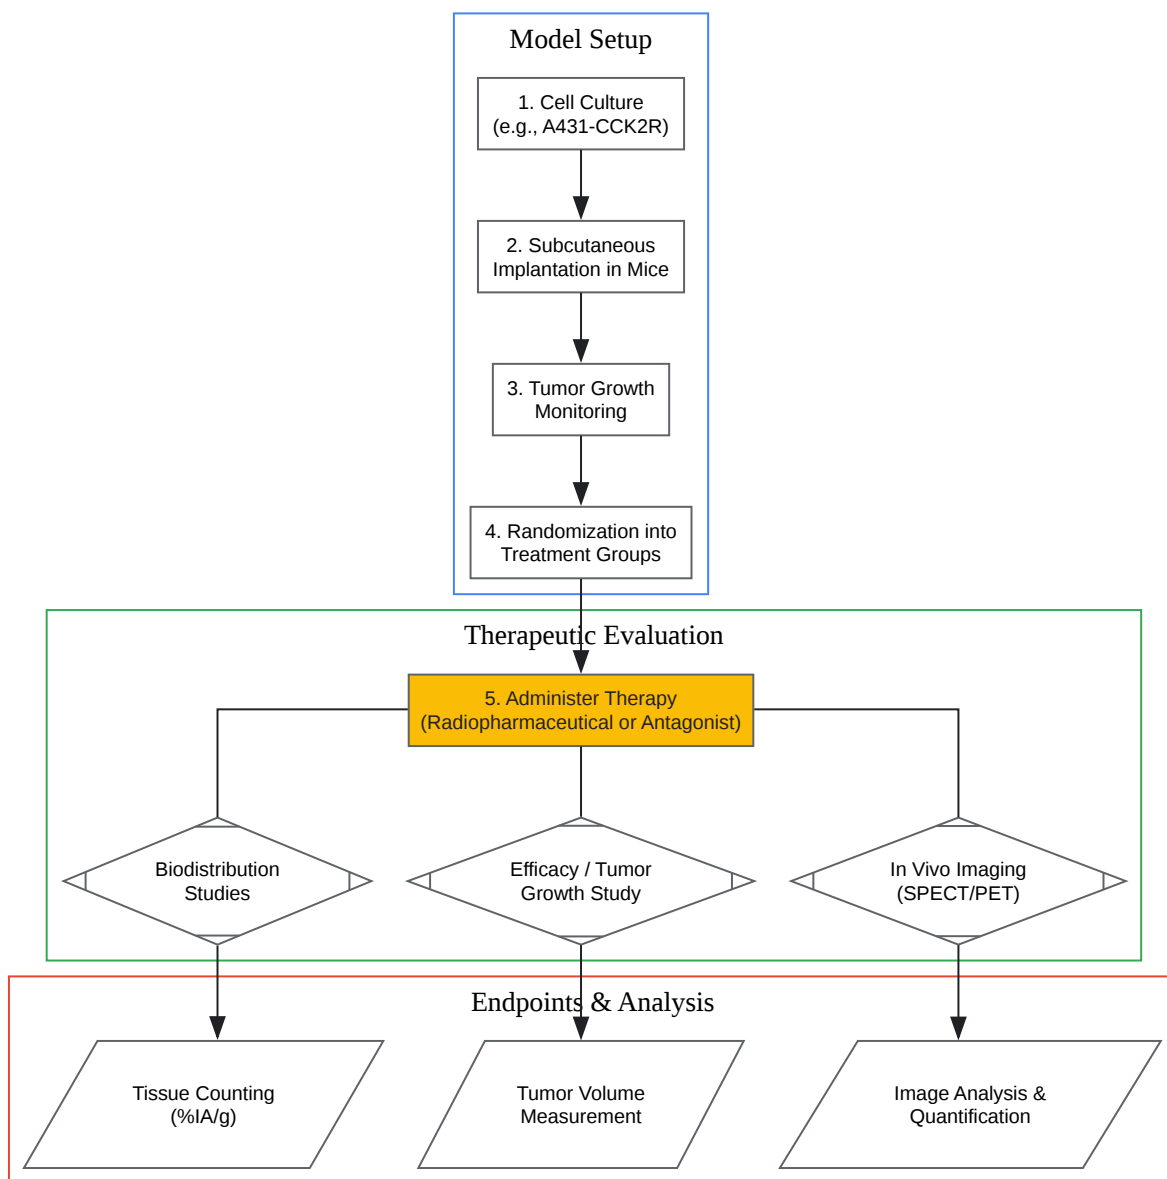 Model Setup
1. Cell Culture
(e.g., A431-CCK2R)
2. Subcutaneous
Implantation in Mice
3. Tumor Growth
Monitoring
4. Randomization into
Treatment Groups
Therapeutic Evaluation
5. Administer Therapy
(Radiopharmaceutical or Antagonist)
Biodistribution
Studies
Efficacy / Tumor
Growth Study
In Vivo Imaging
(SPECT/PET)
Endpoints & Analysis
Tissue Counting
(%IA/g)
Tumor Volume
Measurement
Image Analysis &
Quantification